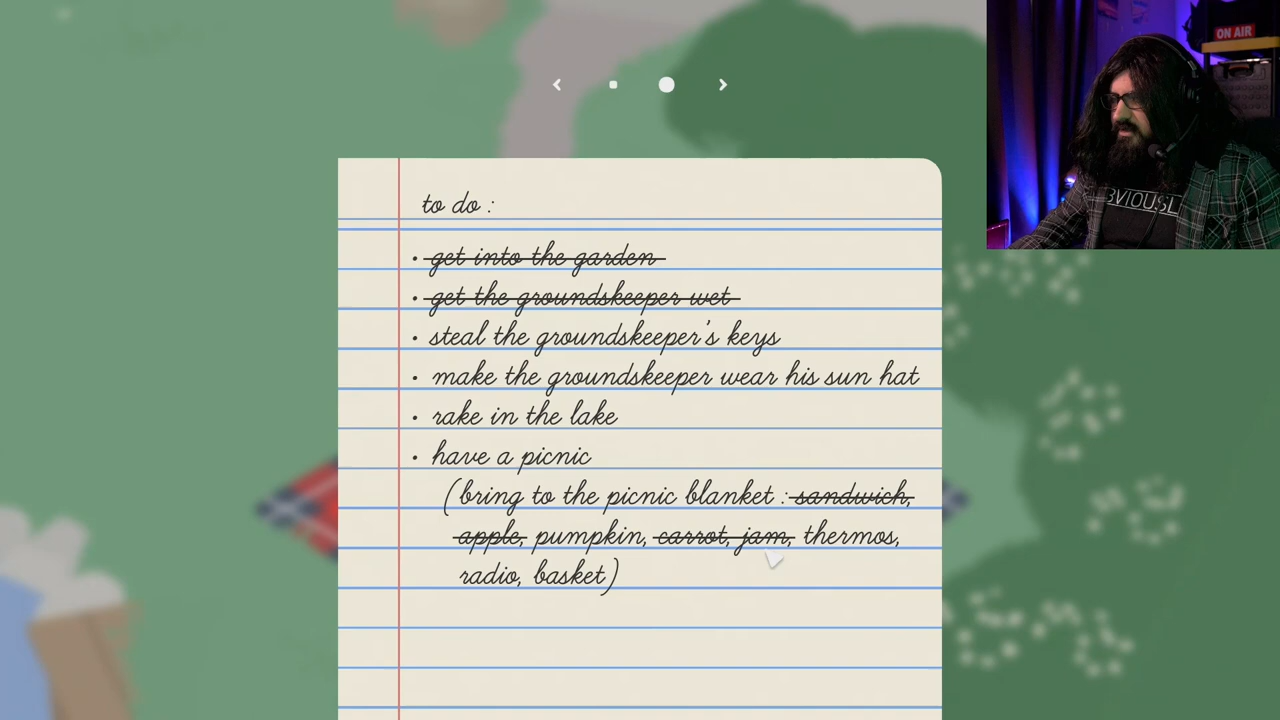 ON AIR
BVIOUSL
to do :
• get into the garden
• get the groundskeeper wet
• steal the groundskeeper's keys
• make the groundskeeper wear his sun hat
• rake in the lake
• have a picnic
(bring to the picnic blanket : sandwich,
apple, pumpkin, carrot, jam, thermos,
radio, basket)